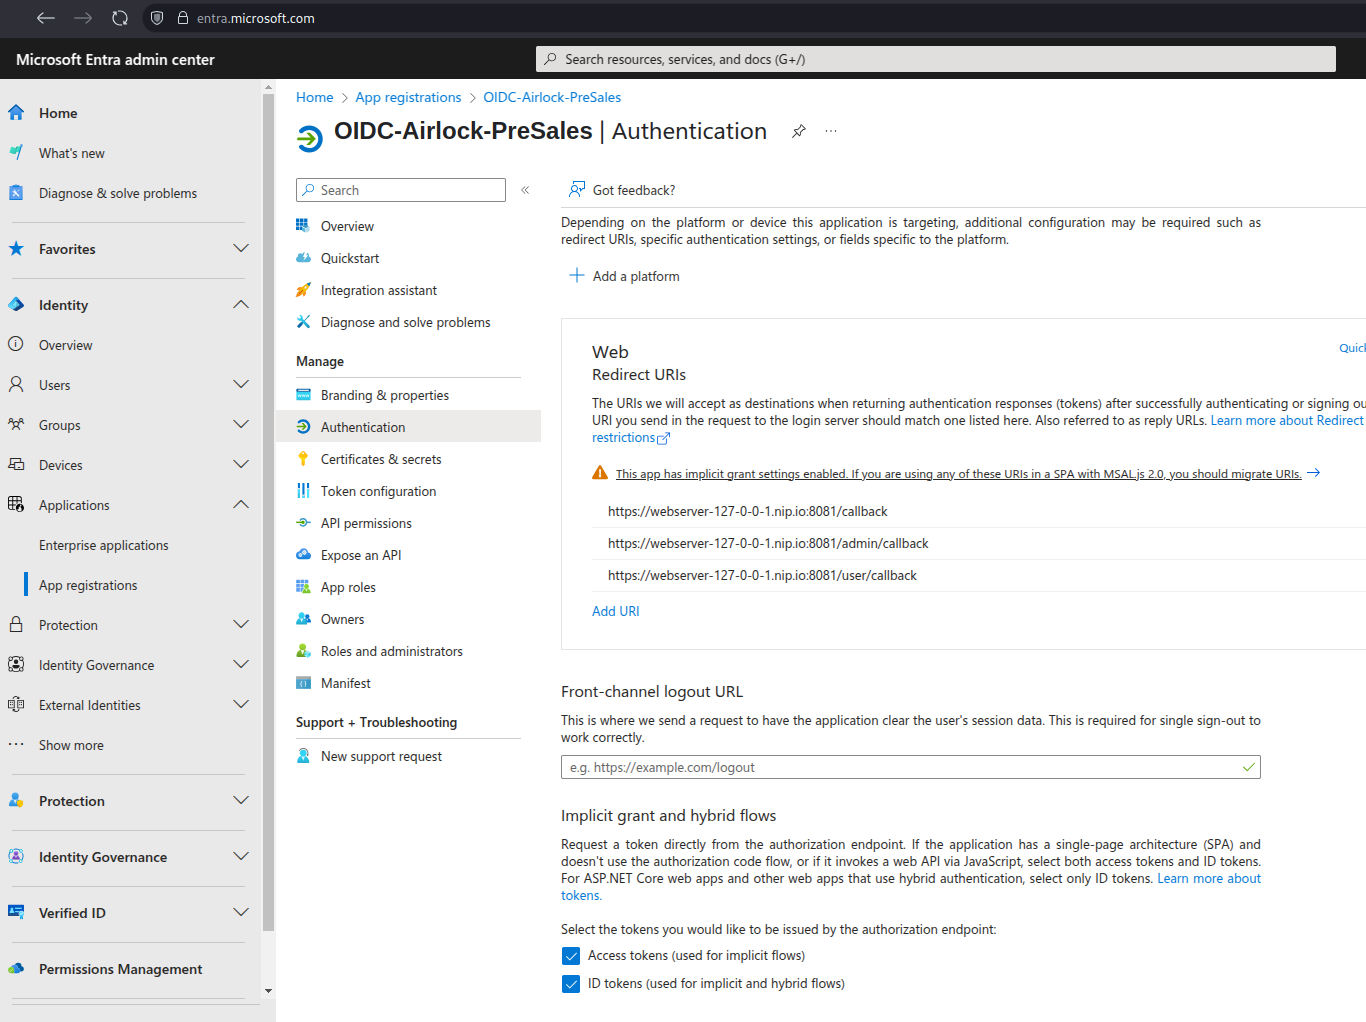 entra.microsoft.com
Microsoft Entra admin center
Search resources, services, and docs (G+/)
Home
What's new
Diagnose & solve problems
Favorites
Identity
Overview
Users
Groups
Devices
Applications
Enterprise applications
App registrations
Protection
Identity Governance
External Identities
Show more
Protection
Identity Governance
Verified ID
Permissions Management
Home > App registrations > OIDC-Airlock-PreSales
OIDC-Airlock-PreSales | Authentication
Search
Overview
Quickstart
Integration assistant
Diagnose and solve problems
Manage
Branding & properties
Authentication
Certificates & secrets
Token configuration
API permissions
Expose an API
App roles
Owners
Roles and administrators
Manifest
Support + Troubleshooting
New support request
Got feedback?
Depending on the platform or device this application is targeting, additional configuration may be required such as
redirect URIs, specific authentication settings, or fields specific to the platform.
Add a platform
Web
Quick
Redirect URIs
The URIs we will accept as destinations when returning authentication responses (tokens) after successfully authenticating or signing ou
URI you send in the request to the login server should match one listed here. Also referred to as reply URLs. Learn more about Redirect
restrictions
This app has implicit grant settings enabled. If you are using any of these URIs in a SPA with MSAL.js 2.0, you should migrate URIs.
https://webserver-127-0-0-1.nip.io:8081/callback
https://webserver-127-0-0-1.nip.io:8081/admin/callback
https://webserver-127-0-0-1.nip.io:8081/user/callback
Add URI
Front-channel logout URL
This is where we send a request to have the application clear the user's session data. This is required for single sign-out to
work correctly.
e.g. https://example.com/logout
Implicit grant and hybrid flows
Request a token directly from the authorization endpoint. If the application has a single-page architecture (SPA) and
doesn't use the authorization code flow, or if it invokes a web API via JavaScript, select both access tokens and ID tokens.
For ASP.NET Core web apps and other web apps that use hybrid authentication, select only ID tokens. Learn more about
tokens.
Select the tokens you would like to be issued by the authorization endpoint:
Access tokens (used for implicit flows)
ID tokens (used for implicit and hybrid flows)